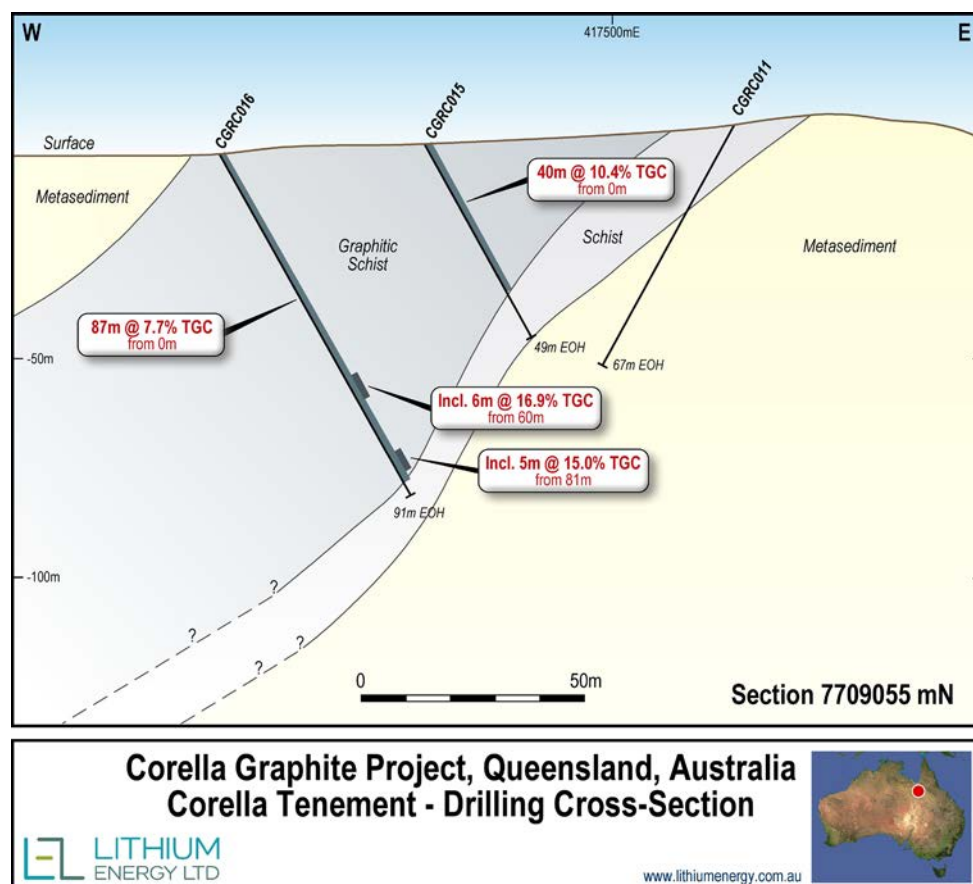 W
417500mE
E
CGRC016
CGRC015
CGRC011
Surface
Metasediment
40m @ 10.4% TGC
from 0m
Schist
Graphitic
Schist
Metasediment
87m @ 7.7% TGC
from 0m
-50m
49m EOH
67m EOH
Incl. 6m @ 16.9% TGC
from 60m
Incl. 5m @ 15.0% TGC
from 81m
91m EOH
-100m
?
?
?
?
0
50m
Section 7709055 mN
Corella Graphite Project, Queensland, Australia
Corella Tenement - Drilling Cross-Section
LEL LITHIUM
ENERGY LTD
www.lithiumenergy.com.au